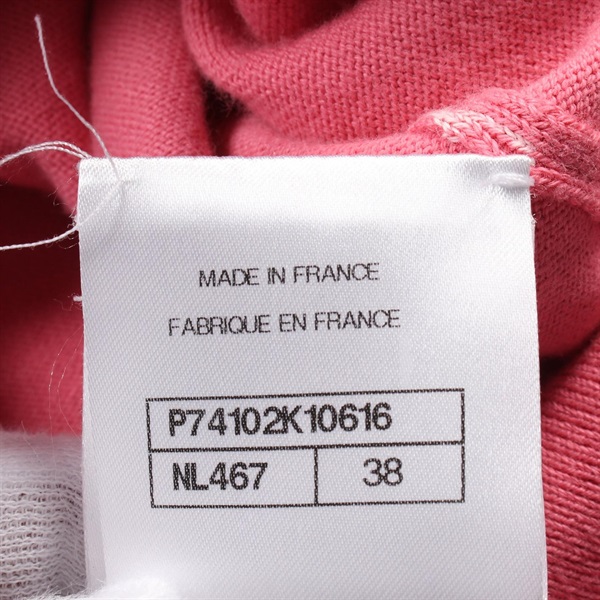 MADE IN FRANCE
FABRIQUE EN FRANCE
P74102K10616
NL467 38